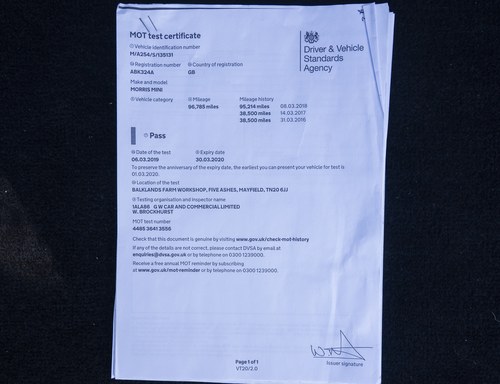 MOT test certificate
Driver & Vehicle
Standards
Agency
Vehicle identification number
M/A2S4/S/135131
Registration number Country of registration
ABK324A GB
Make and model
MORRIS MINI
Vehicle category Mileage Mileage history
96,785 miles 95,214 miles 08.03.2018
38,500 miles 14.03.2017
38,500 miles 31.03.2016
Pass
Date of the test Expiry date
06.03.2019 30.03.2020
To preserve the anniversary of the expiry date, the earliest you can present your vehicle for test is
01.03.2020.
Location of the test
BALKLANDS FARM WORKSHOP, FIVE ASHES, MAYFIELD, TN20 6JJ
Testing organisation and inspector name
G W CAR AND COMMERCIAL LIMITED
W. BROCKHURST
MOT test number
4485 3641 3556
Check that this document is genuine by visiting www.gov.uk/check-mot-history
If any of the details are not correct, please contact DVSA by email at
enquiries@dvsa.gov.uk or by telephone on 0300 1239000.
Receive a free annual MOT reminder by subscribing
at www.gov.uk/mot-reminder or by telephone on 0300 1239000.
Page 1 of 1
VT20/2.0
Issuer signature